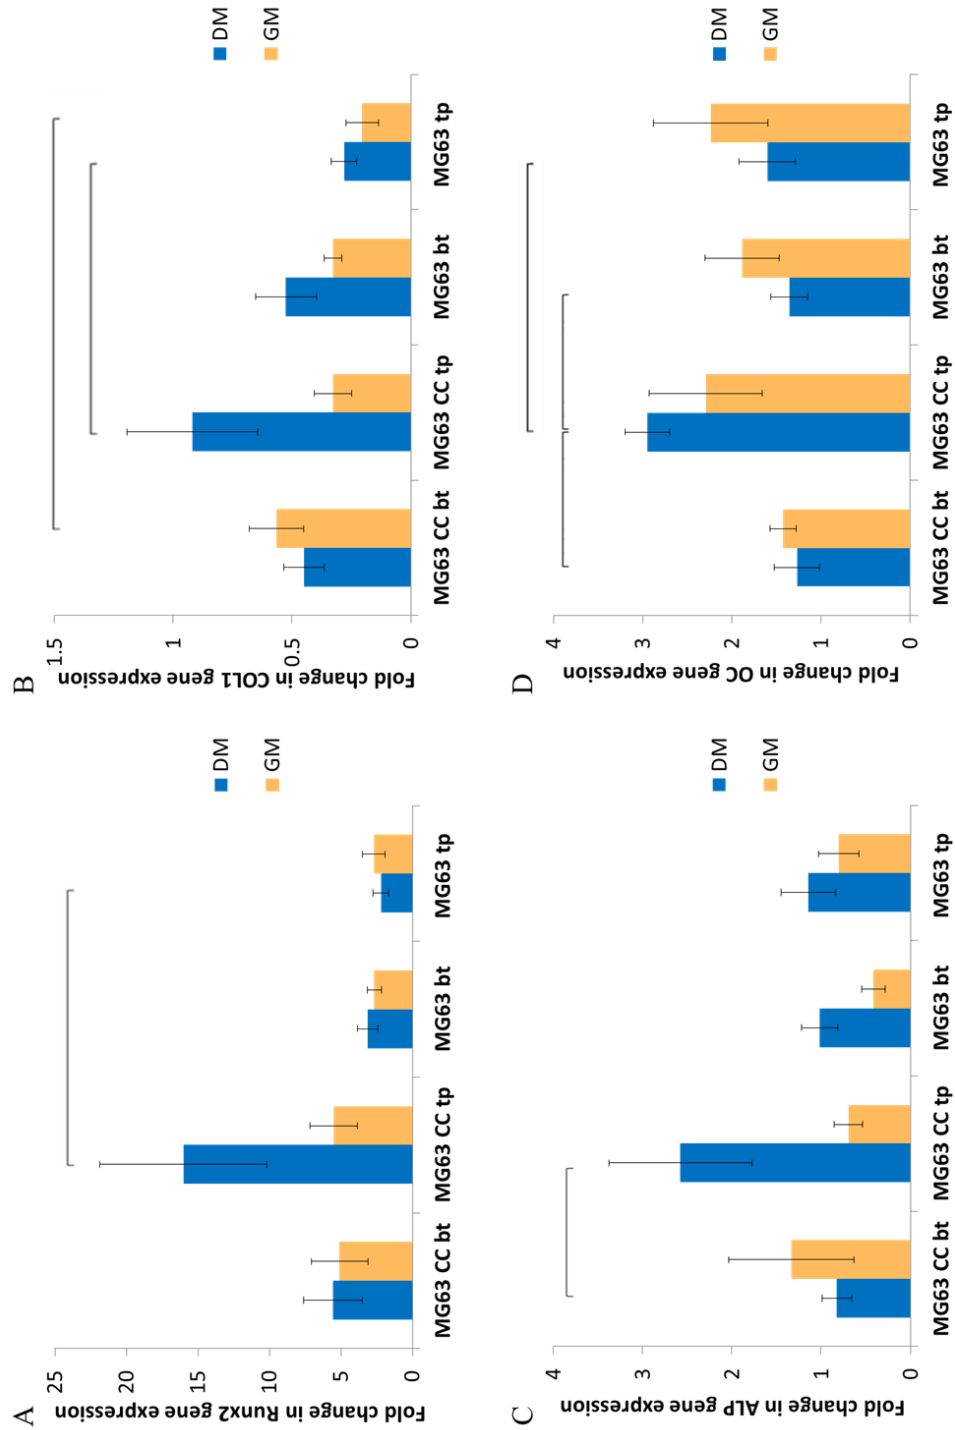 A
Fold change in Runx2 gene expression
25
20
15
10
5
0
MG63 CC bt
MG63 CC tp
MG63 bt
MG63 tp
DM
GM
B
Fold change in COL1 gene expression
1.5
1
0.5
0
MG63 CC bt
MG63 CC tp
MG63 bt
MG63 tp
DM
GM
C
Fold change in ALP gene expression
4
3
2
1
0
MG63 CC bt
MG63 CC tp
MG63 bt
MG63 tp
DM
GM
D
Fold change in OC gene expression
4
3
2
1
0
MG63 CC bt
MG63 CC tp
MG63 bt
MG63 tp
DM
GM